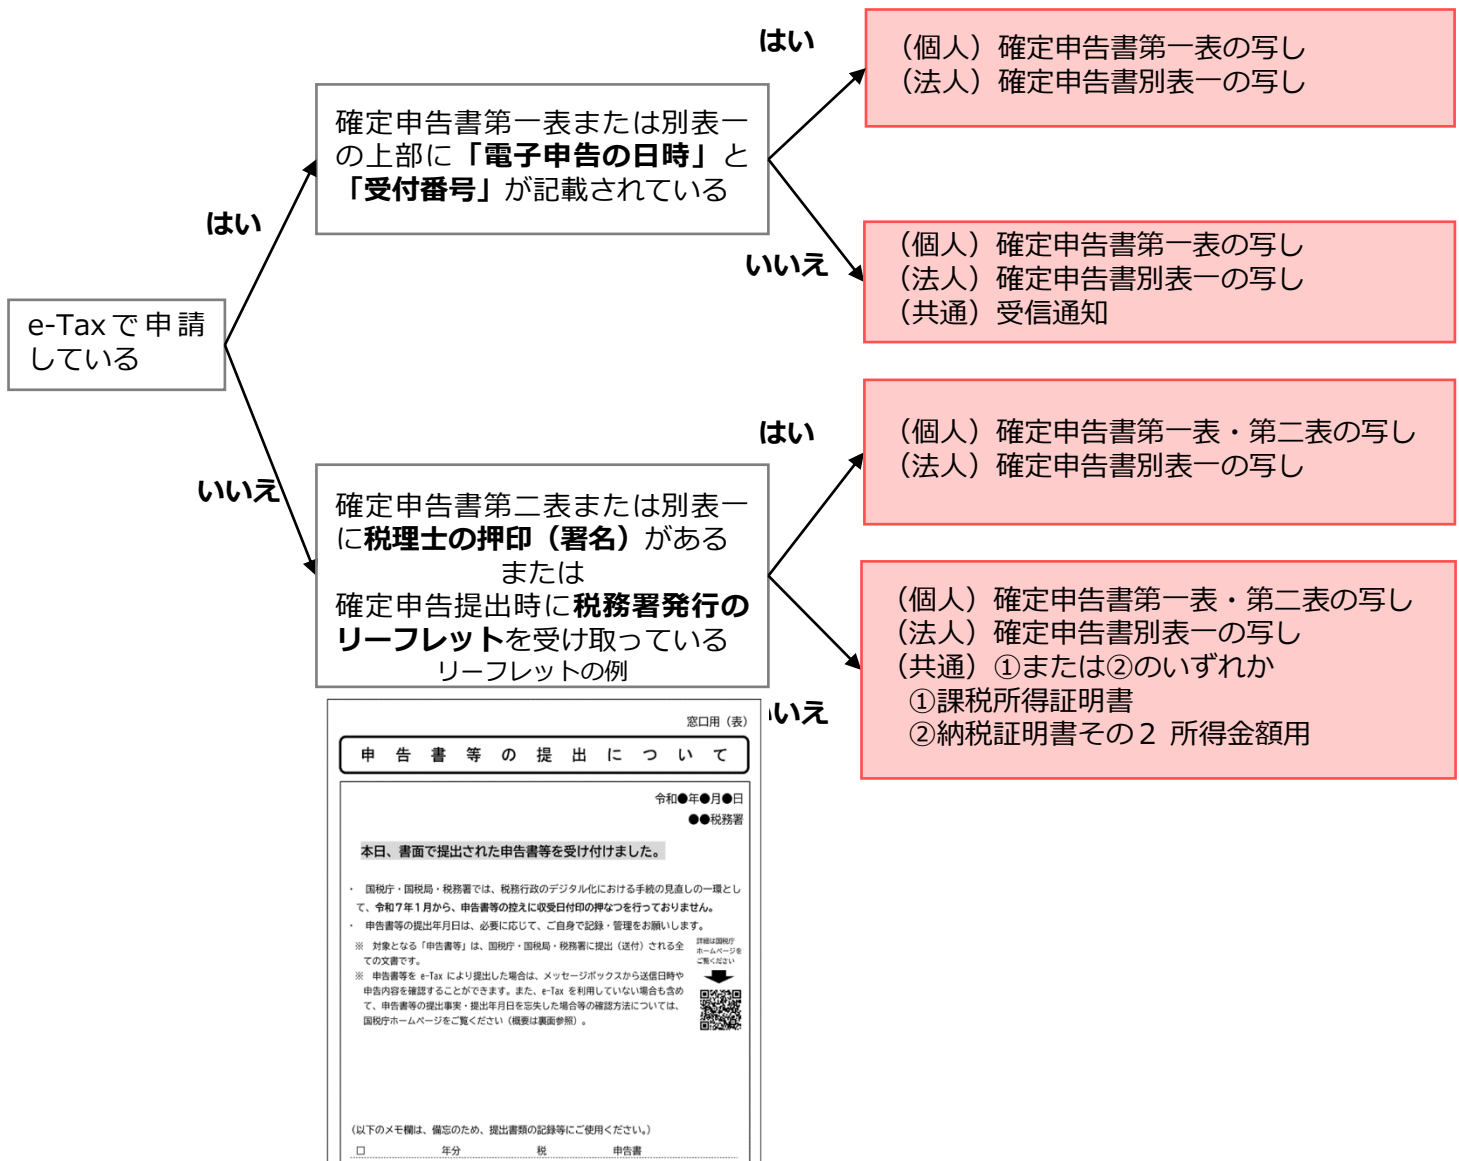 e-Taxで申請
している
はい
いいえ
確定申告書第一表または別表一
の上部に「電子申告の日時」と
「受付番号」が記載されている
はい
いいえ
（個人）確定申告書第一表の写し
（法人）確定申告書別表一の写し
（個人）確定申告書第一表の写し
（法人）確定申告書別表一の写し
（共通）受信通知
確定申告書第二表または別表一
に税理士の押印（署名）がある
または
確定申告提出時に税務署発行の
リーフレットを受け取っている
リーフレットの例
はい
いいえ
（個人）確定申告書第一表・第二表の写し
（法人）確定申告書別表一の写し
（個人）確定申告書第一表・第二表の写し
（法人）確定申告書別表一の写し
（共通）①または②のいずれか
①課税所得証明書
②納税証明書その２ 所得金額用
窓口用（表）
申告書等の提出について
令和●年●月●日
●●税務署
本日、書面で提出された申告書等を受け付けました。
・ 国税庁・国税局・税務署では、税務行政のデジタル化における手続の見直しの一環とし
て、令和７年１月から、申告書等の控えに収受日付印の押なつを行っておりません。
・ 申告書等の提出年月日は、必要に応じて、ご自身で記録・管理をお願いします。
※ 対象となる「申告書等」は、国税庁・国税局・税務署に提出（送付）される全
ての文書です。
※ 申告書等を e-Tax により提出した場合は、メッセージボックスから送信日時や
申告内容を確認することができます。また、e-Tax を利用していない場合も含め
て、申告書等の提出事実・提出年月日を忘失した場合等の確認方法については、
国税庁ホームページをご覧ください（概要は裏面参照）。
詳細は国税庁
ホームページを
ご覧ください
（以下のメモ欄は、備忘のため、提出書類の記録等にご使用ください。）
□ 年分 税 申告書